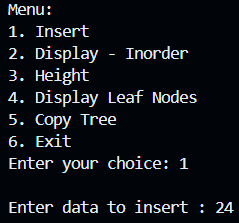 Menu:
1. Insert
2. Display - Inorder
3. Height
4. Display Leaf Nodes
5. Copy Tree
6. Exit
Enter your choice: 1
Enter data to insert : 24